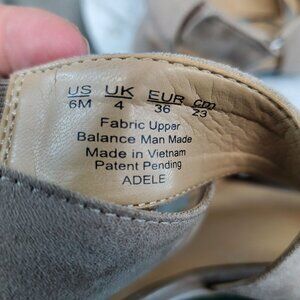 US UK EUR cm
6M 4 36 23
Fabric Upper
Balance Man Made
Made in Vietnam
Patent Pending
ADELE